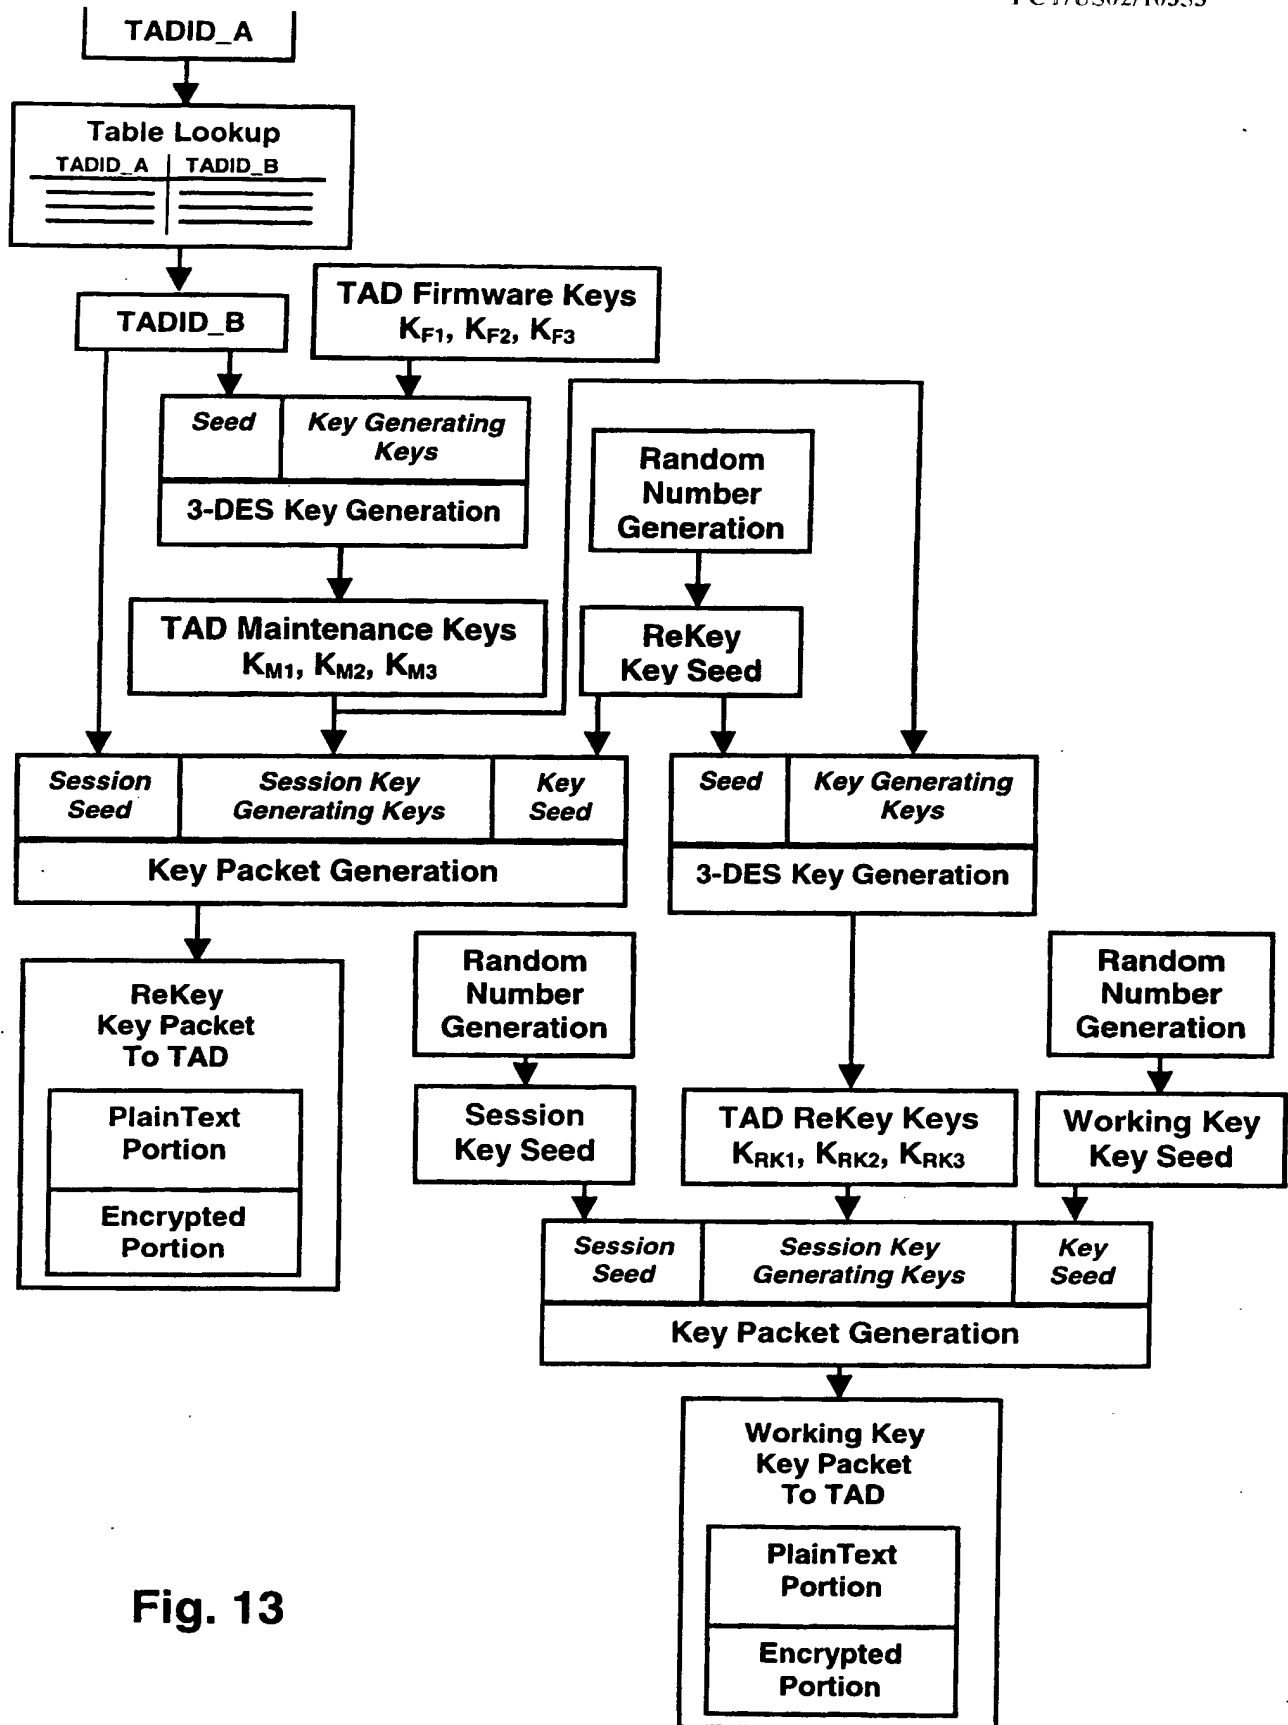 TADID_A
Table Lookup
TADID_A TADID_B
TADID_B
TAD Firmware Keys
KF1, KF2, KF3
Seed
Key Generating
Keys
3-DES Key Generation
Random
Number
Generation
TAD Maintenance Keys
KM1, KM2, KM3
ReKey
Key Seed
Session
Seed
Session Key
Generating Keys
Key
Seed
Key Packet Generation
Seed
Key Generating
Keys
3-DES Key Generation
ReKey
Key Packet
To TAD
PlainText
Portion
Encrypted
Portion
Random
Number
Generation
Session
Key Seed
TAD ReKey Keys
KRK1, KRK2, KRK3
Random
Number
Generation
Working Key
Key Seed
Session
Seed
Session Key
Generating Keys
Key
Seed
Key Packet Generation
Working Key
Key Packet
To TAD
PlainText
Portion
Encrypted
Portion
Fig. 13